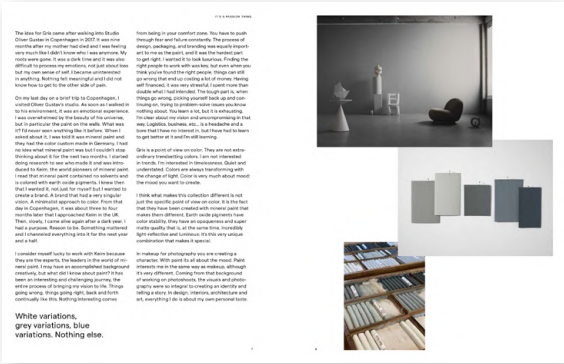 IT'S A PASSION THING
The idea for Gris came after walking into Studio
Oliver Gustav in Copenhagen in 2017. It was nine
months after my mother had died and I was feeling
very much like I didn't know who I was anymore. My
roots were gone. It was a dark time and it was also
difficult to process my emotions, not just about loss
but my own sense of self. I became uninterested
in anything. Nothing felt meaningful and I did not
know how to get to the other side of pain.
On my last day on a brief trip to Copenhagen, I
visited Oliver Gustav's studio. As soon as I walked in
to his environment, it was an emotional experience.
I was overwhelmed by the beauty of his universe,
but in particular the paint on the walls. What was
it? I'd never seen anything like it before. When I
asked about it, I was told it was mineral paint and
they had the color custom made in Germany. I had
no idea what mineral paint was but I couldn't stop
thinking about it for the next two months. I started
doing research to see who made it and was intro-
duced to Keim, the world pioneers of mineral paint.
I read that mineral paint contained no solvents and
is colored with earth oxide pigments. I knew then
that I wanted it, not just for myself but I wanted to
create a brand. A brand that had a very singular
vision. A minimalist approach to color. From that
day in Copenhagen, it was about three to four
months later that I approached Keim in the UK.
Then, slowly, I came alive again after a dark year. I
had a purpose. Reason to be. Something mattered
and I channeled everything into it for the next year
and a half.
I consider myself lucky to work with Keim because
they are the experts, the leaders in the world of mi-
neral paint. I may have an accomplished background
creatively, but what did I know about paint? It has
been an interesting and challenging journey, the
entire process of bringing my vision to life. Things
going wrong, things going right, back and forth
continually like this. Nothing interesting comes
from being in your comfort zone. You have to push
through fear and failure constantly. The process of
design, packaging, and branding was equally import-
ant to me as the paint, and it was the hardest part
to get right. I wanted it to look luxurious. Finding the
right people to work with was key, but even when you
think you've found the right people, things can still
go wrong that end up costing a lot of money. Having
self financed, it was very stressful. I spent more than
double what I had intended. The tough part is, when
things go wrong, picking yourself back up and con-
tinuing on, trying to problem-solve issues you know
nothing about. You learn a lot, but it is exhausting.
I'm clear about my vision and uncompromising in that
way. Logistics, business, etc., is a headache and a
bore that I have no interest in, but I have had to learn
to get better at it and I'm still learning.
Gris is a point of view on color. They are not extra-
ordinary trendsetting colors. I am not interested
in trends. I'm interested in timelessness. Quiet and
understated. Colors are always transforming with
the change of light. Color is very much about mood:
the mood you want to create.
I think what makes this collection different is not
just the specific point of view on color. It is the fact
that they have been created with mineral paint that
makes them different. Earth oxide pigments have
color stability, they have an opaqueness and super
matte quality that is, at the same time, incredibly
light reflective and luminous: it's this very unique
combination that makes it special.
In makeup for photography you are creating a
character. With paint its all about the mood. Paint
interests me in the same way as makeup, although
it's very different. Coming from that background
of working on photoshoots, the visuals and photo-
graphy were so integral to creating an identity and
telling a story. In design, interiors, architecture and
art, everything I do is about my own personal taste.
White variations,
grey variations, blue
variations. Nothing else.